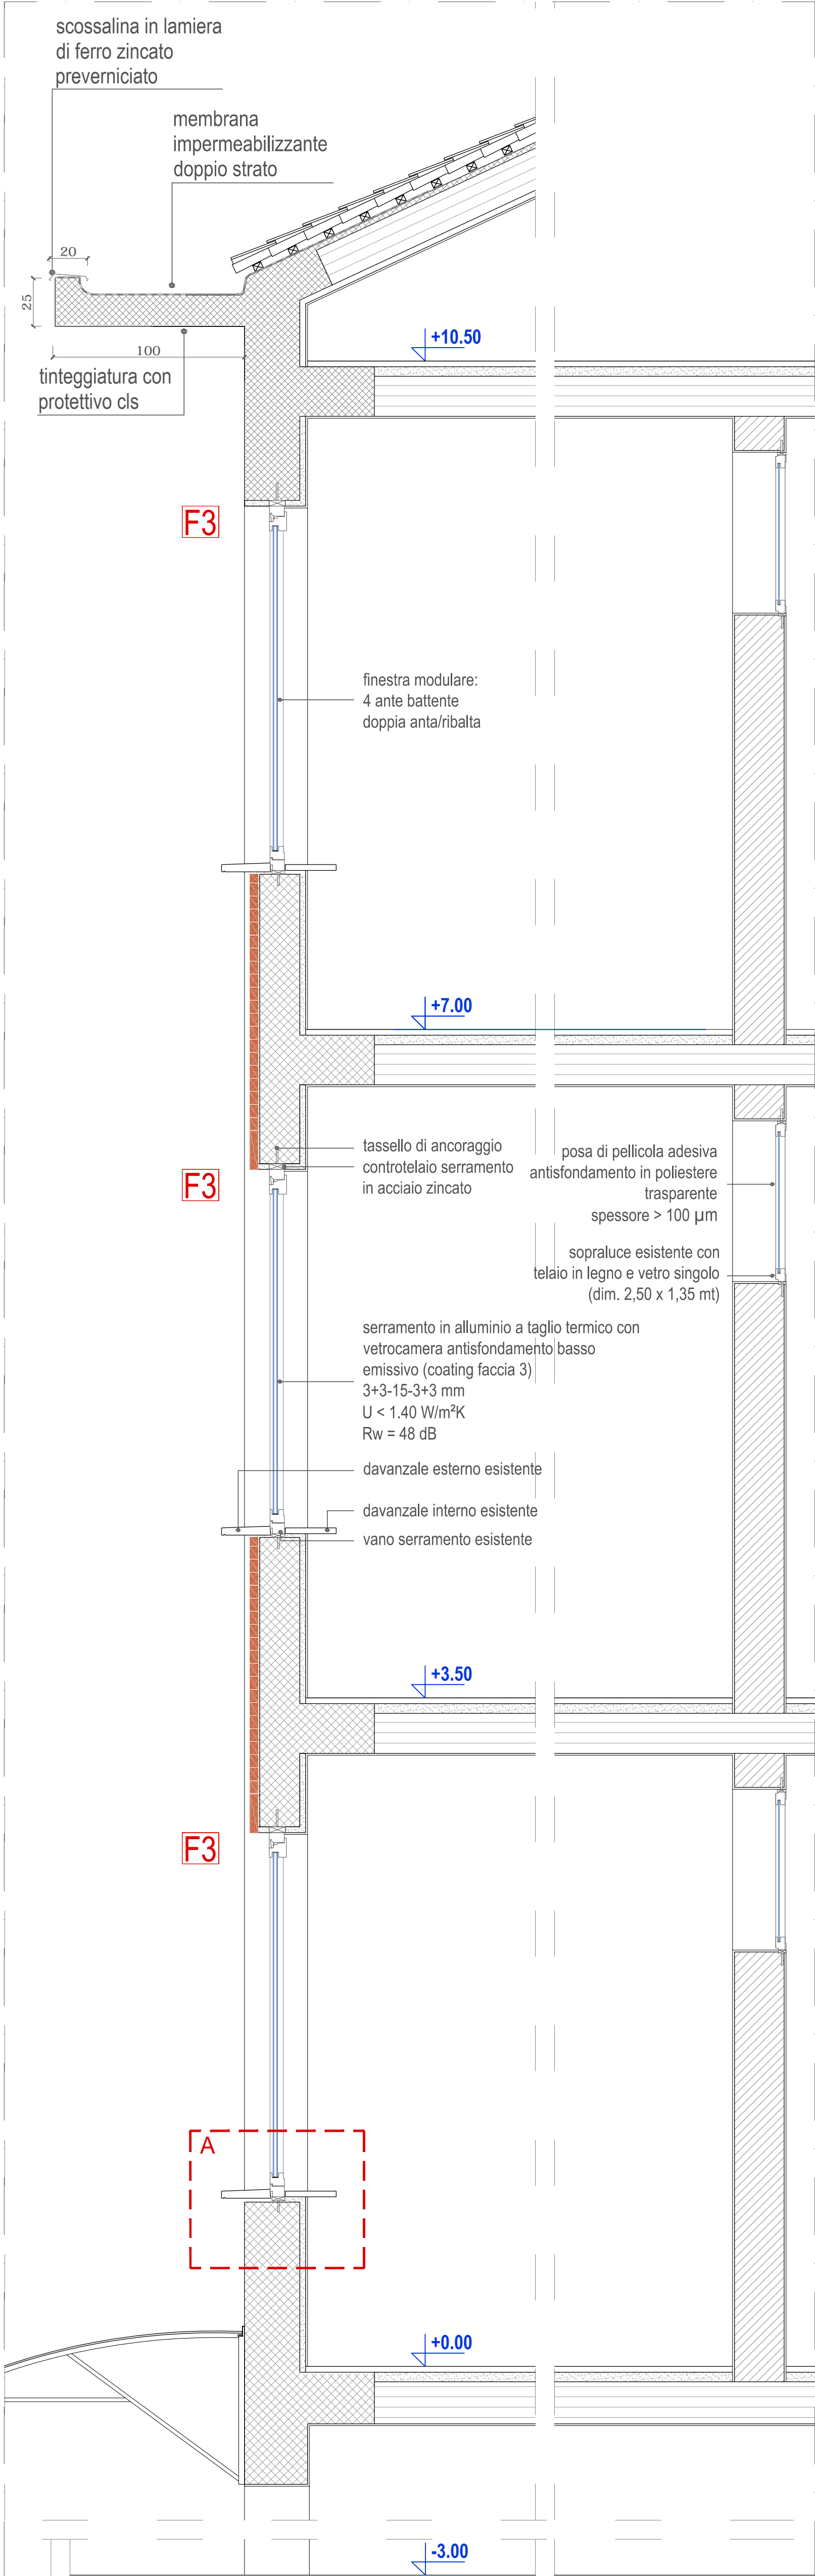 scossalina in lamiera
di ferro zincato
preverniciato
membrana
impermeabilizzante
doppio strato
20
25
+10.50
100
tinteggiatura con
protettivo cls
F3
finestra modulare:
4 ante battente
doppia anta/ribalta
+7.00
tassello di ancoraggio
controtelaio serramento
in acciaio zincato
posa di pellicola adesiva
antisfondamento in poliestere
trasparente
spessore > 100 µm
F3
sopraluce esistente con
telaio in legno e vetro singolo
(dim. 2,50 x 1,35 mt)
serramento in alluminio a taglio termico con
vetrocamera antisfondamento basso
emissivo (coating faccia 3)
3+3-15-3+3 mm
U < 1.40 W/m²K
Rw = 48 dB
davanzale esterno esistente
davanzale interno esistente
vano serramento esistente
+3.50
F3
A
+0.00
-3.00